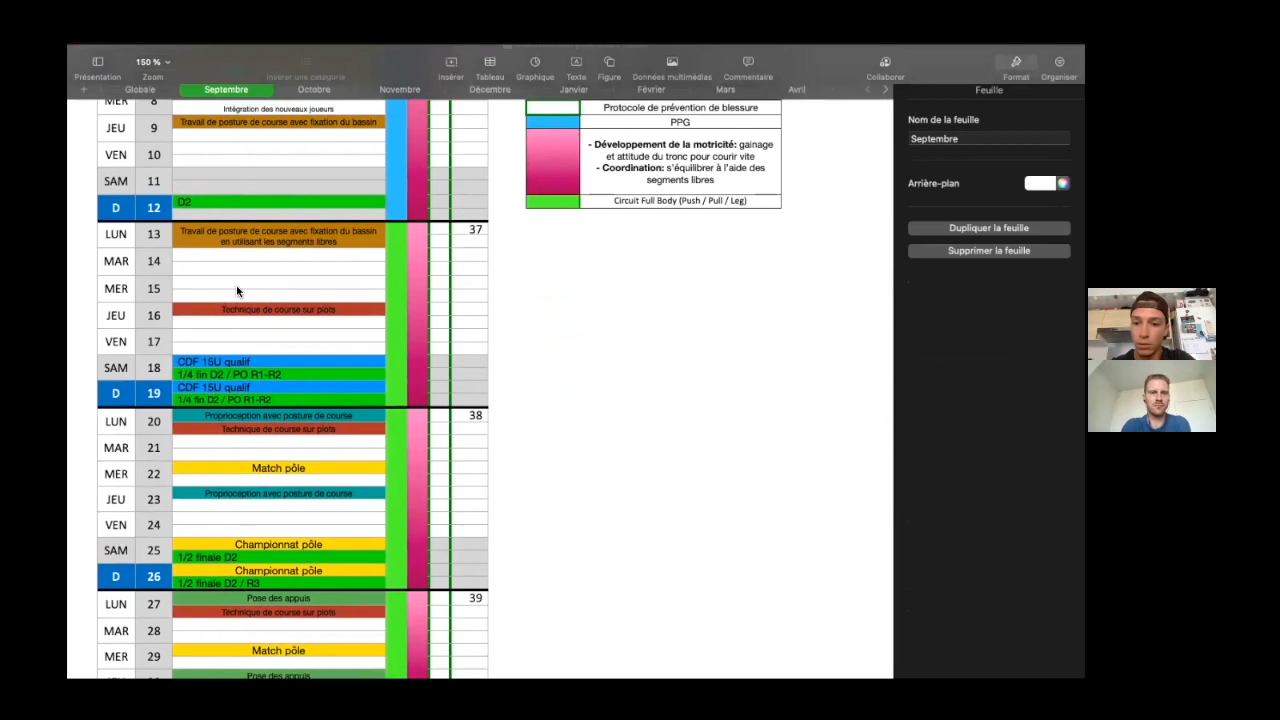 150 %
Présentation
Zoom
Insérer une catégorie
Insérer
Tableau
Graphique
Texte
Figure
Données multimédias
Commentaire
Collaborer
Format
Organiser
+ Globale Septembre Octobre Novembre Décembre Janvier Février Mars Avril
Feuille
Nom de la feuille
Septembre
Arrière-plan
Dupliquer la feuille
Supprimer la feuille
MER 8
Intégration des nouveaux joueurs
JEU 9 Travail de posture de course avec fixation du bassin
VEN 10
SAM 11
D 12 D2
LUN 13 Travail de posture de course avec fixation du bassin
en utilisant les segments libres
37
MAR 14
MER 15
JEU 16 Technique de course sur plots
VEN 17
SAM 18 CDF 15U qualif
1/4 fin D2 / PO R1-R2
D 19 CDF 15U qualif
1/4 fin D2 / PO R1-R2
LUN 20 Proprioception avec posture de course
Technique de course sur plots
38
MAR 21
MER 22 Match pôle
JEU 23 Proprioception avec posture de course
VEN 24
SAM 25 Championnat pôle
1/2 finale D2
D 26 Championnat pôle
1/2 finale D2 / R3
LUN 27 Pose des appuis
Technique de course sur plots
39
MAR 28
MER 29 Match pôle
Pose des appuis
Protocole de prévention de blessure
PPG
- Développement de la motricité: gainage
et attitude du tronc pour courir vite
- Coordination: s'équilibrer à l'aide des
segments libres
Circuit Full Body (Push / Pull / Leg)